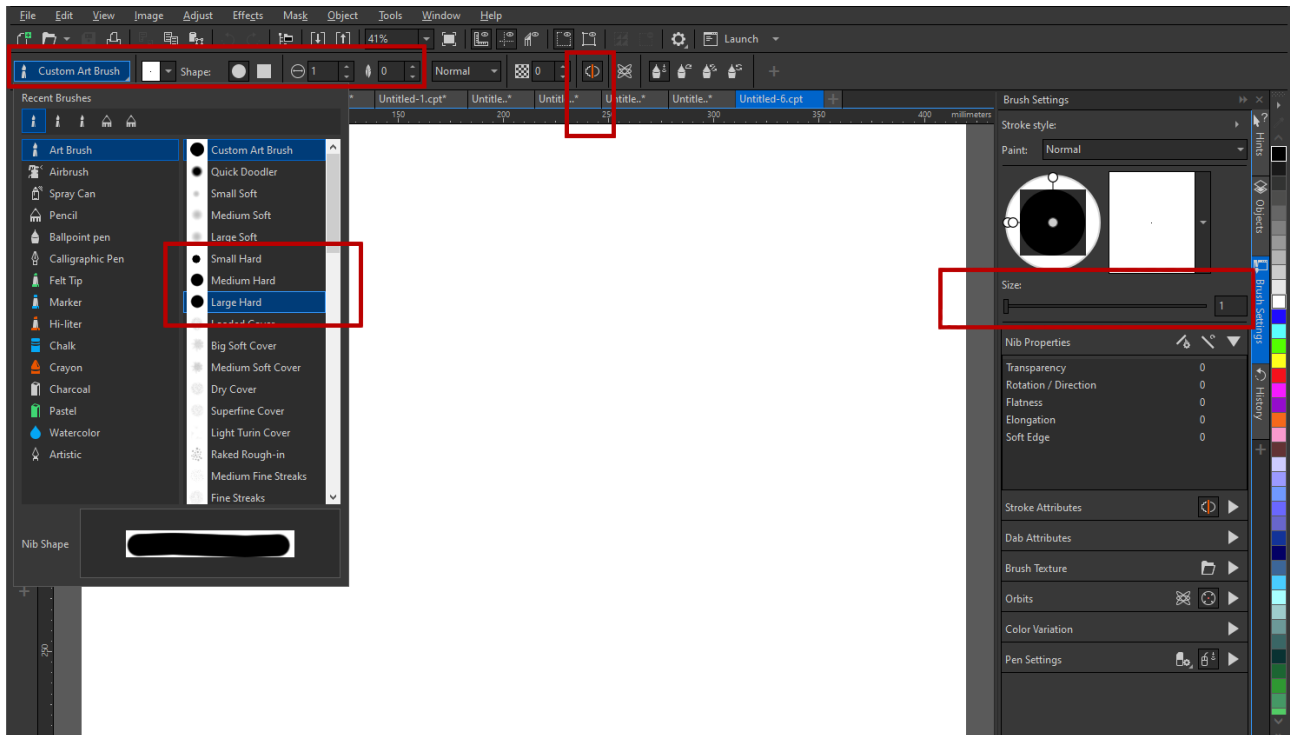 File Edit View Image Adjust Effects Mask Object Tools Window Help
41% Launch
Custom Art Brush Shape: 1 0 Normal 0
Recent Brushes
Untitled-1.cpt* Untitle..* Untitle..* Untitle..* Untitle..* Untitled-6.cpt
150 200 250 300 350 400 millimeters
Art Brush
Airbrush
Spray Can
Pencil
Ballpoint pen
Calligraphic Pen
Felt Tip
Marker
Hi-liter
Chalk
Crayon
Charcoal
Pastel
Watercolor
Artistic
Custom Art Brush
Quick Doodler
Small Soft
Medium Soft
Large Soft
Small Hard
Medium Hard
Large Hard
Loaded Cover
Big Soft Cover
Medium Soft Cover
Dry Cover
Superfine Cover
Light Turin Cover
Raked Rough-in
Medium Fine Streaks
Fine Streaks
Nib Shape
250
Brush Settings
Stroke style:
Paint: Normal
Size:
1
Nib Properties
Transparency 0
Rotation / Direction 0
Flatness 0
Elongation 0
Soft Edge 0
Stroke Attributes
Dab Attributes
Brush Texture
Orbits
Color Variation
Pen Settings
Hints
Objects
Brush Settings
History